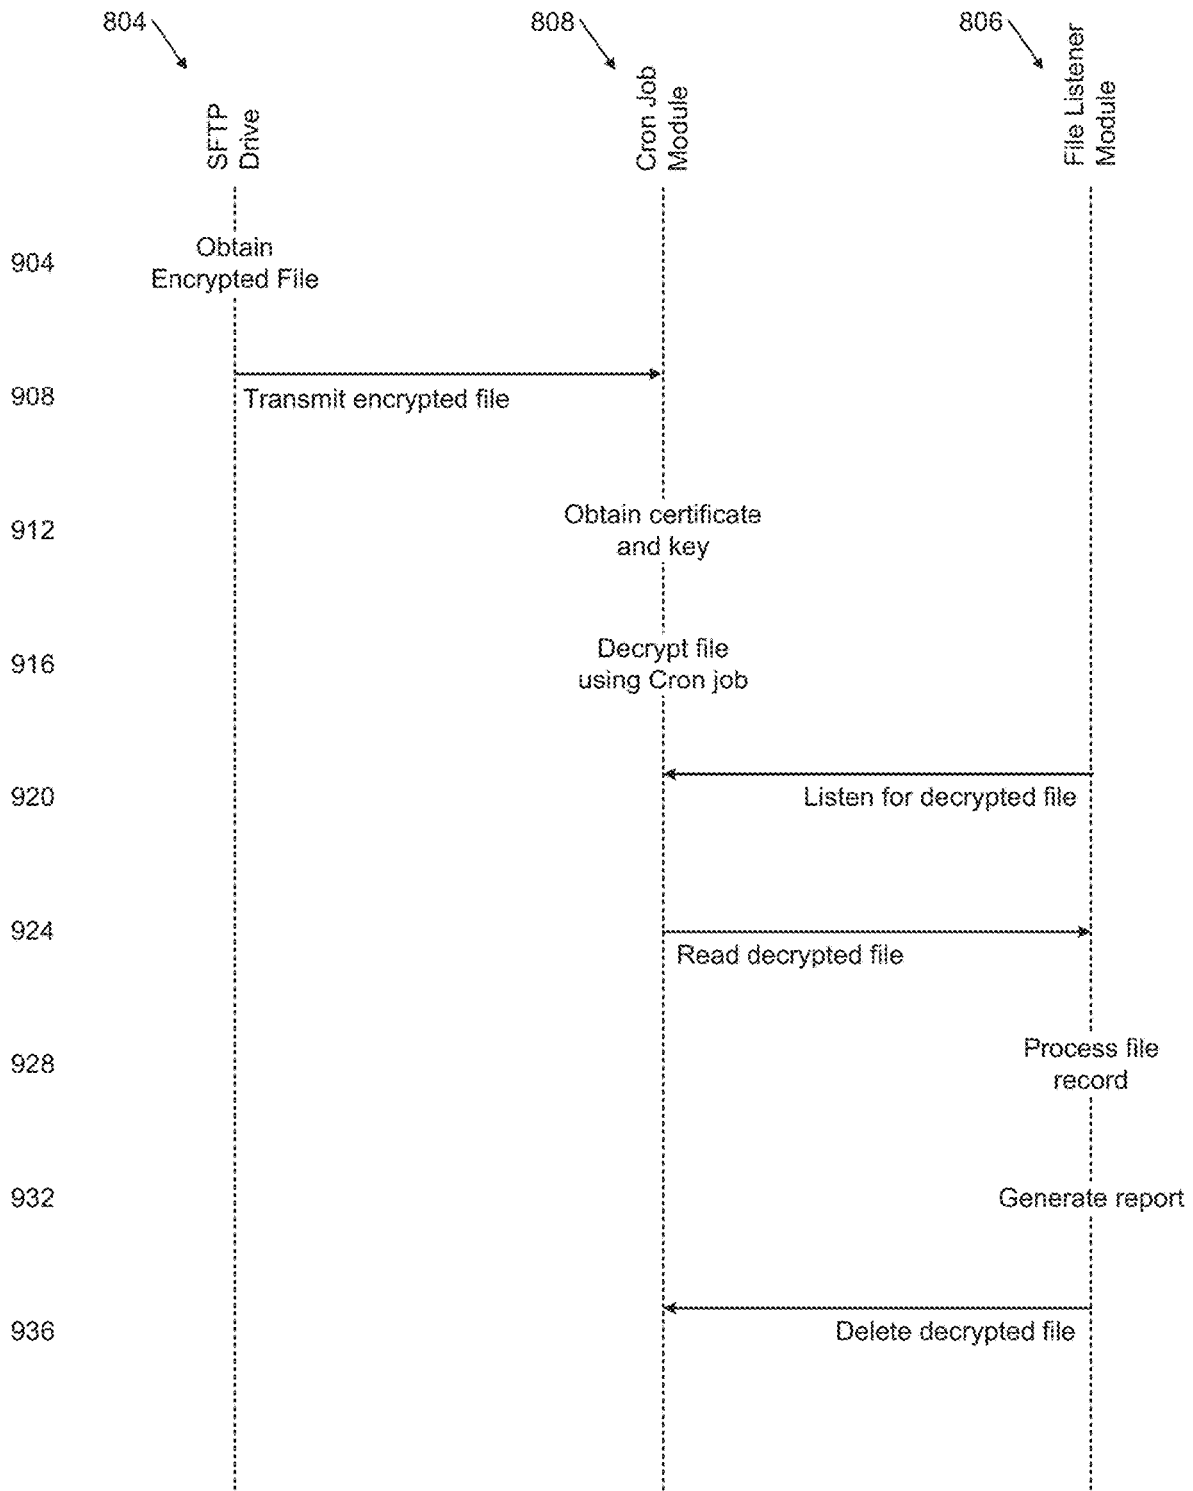 804
808
806
SFTP
Drive
Cron Job
Module
File Listener
Module
904
Obtain
Encrypted File
908
Transmit encrypted file
912
Obtain certificate
and key
916
Decrypt file
using Cron job
920
Listen for decrypted file
924
Read decrypted file
928
Process file
record
932
Generate report
936
Delete decrypted file